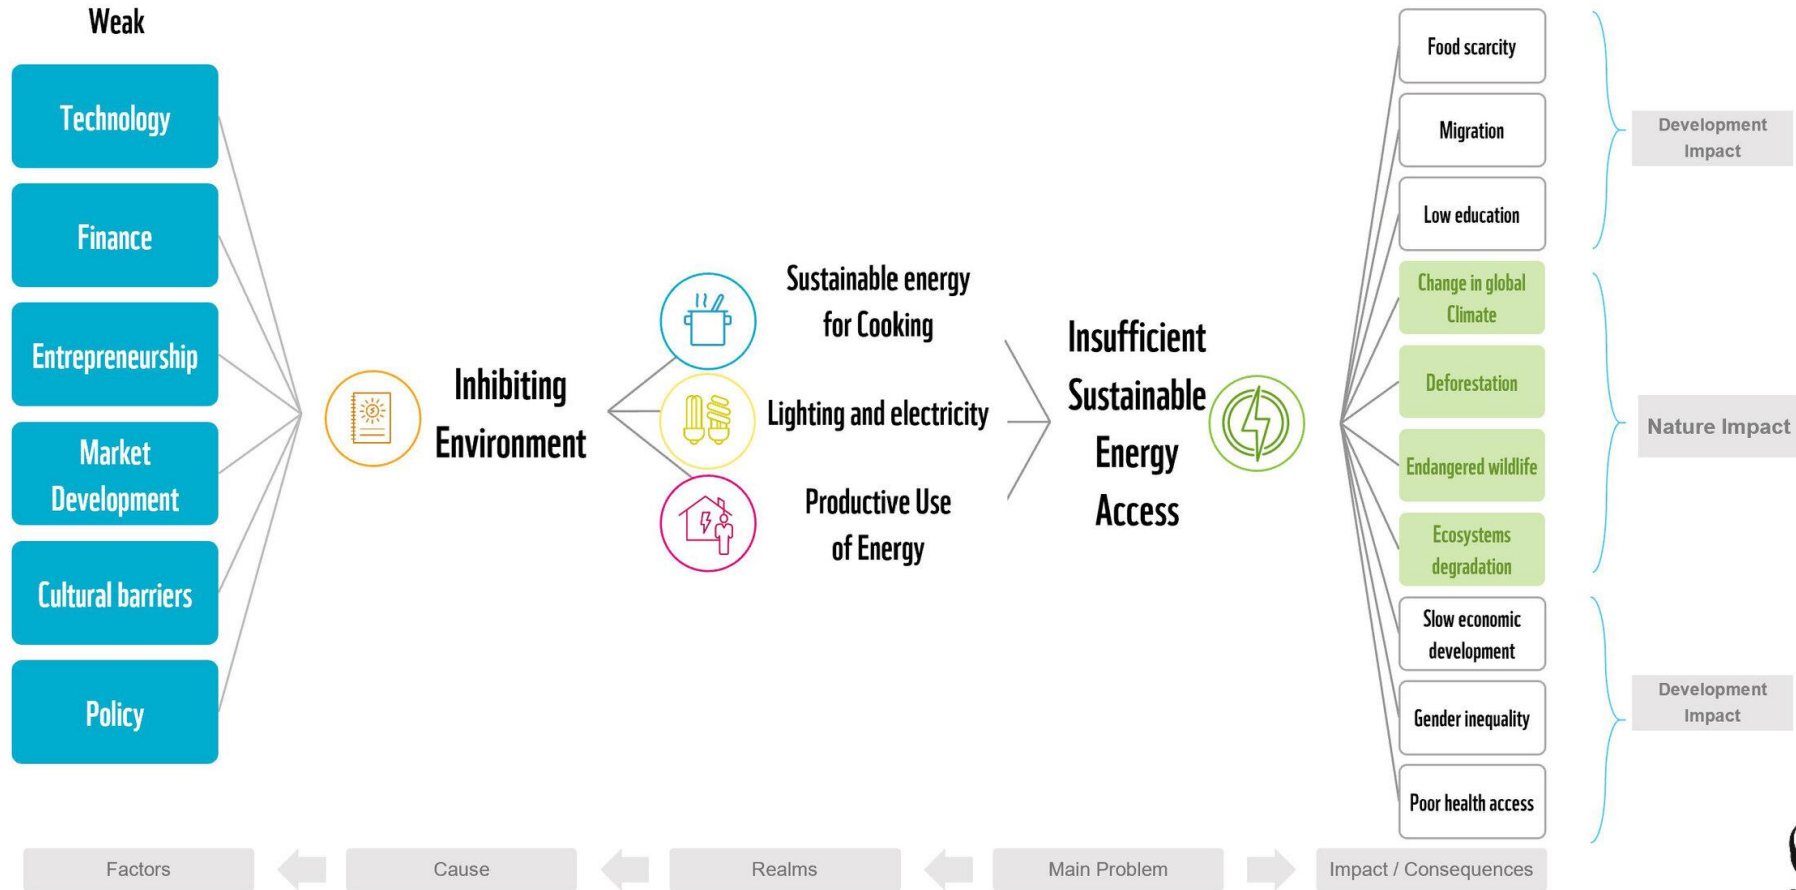 Weak
Technology
Finance
Entrepreneurship
Market
Development
Cultural barriers
Policy
Inhibiting
Environment
Sustainable energy
for Cooking
Lighting and electricity
Productive Use
of Energy
Insufficient
Sustainable
Energy
Access
Food scarcity
Migration
Low education
Change in global
Climate
Deforestation
Endangered wildlife
Ecosystems
degradation
Slow economic
development
Gender inequality
Poor health access
Development
Impact
Nature Impact
Development
Impact
Factors
Cause
Realms
Main Problem
Impact / Consequences